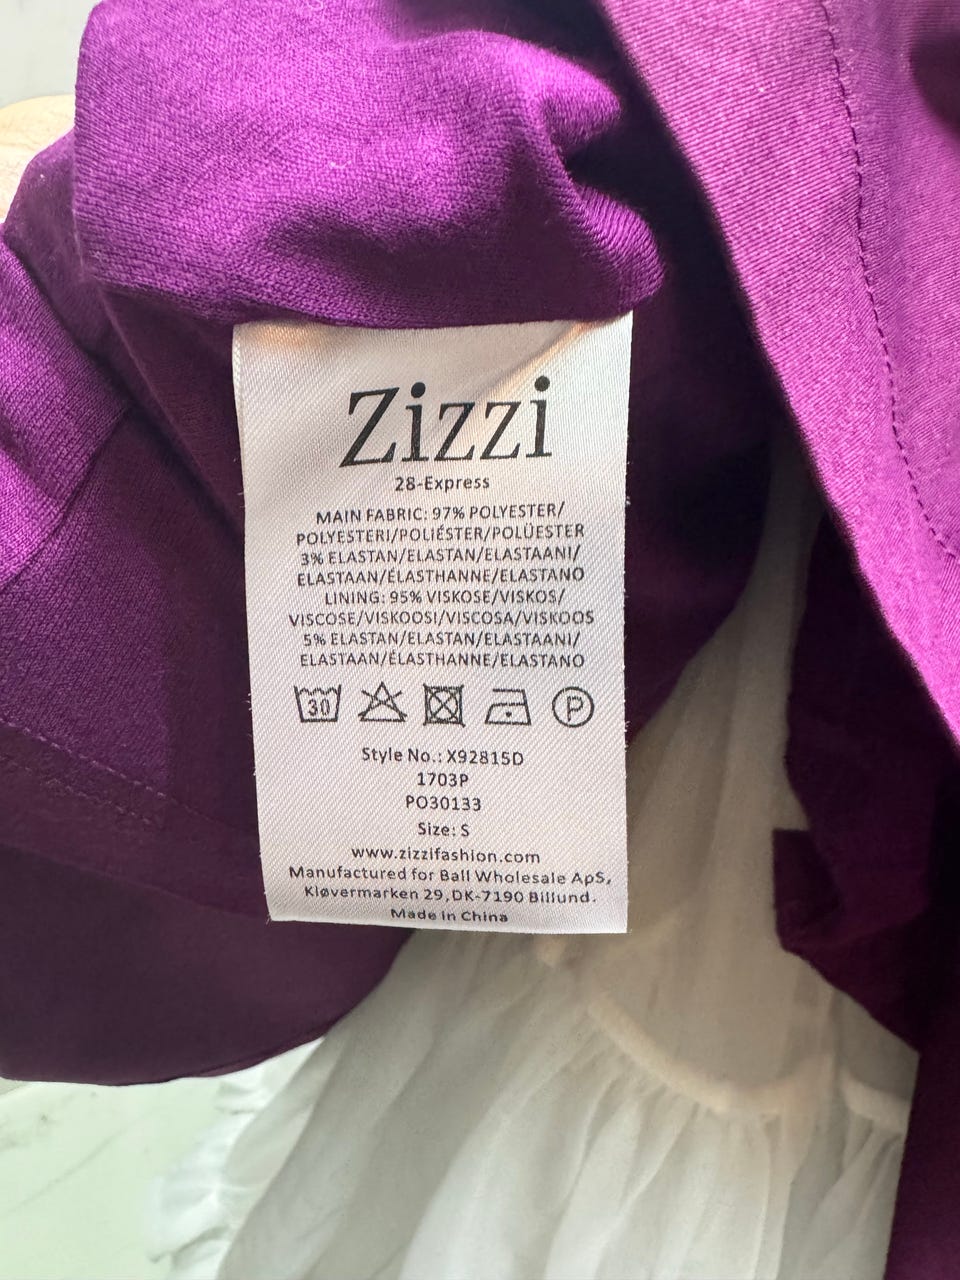 Zizzi
28-Express
MAIN FABRIC: 97% POLYESTER/
POLYESTERI/POLIÉSTER/POLÜESTER
3% ELASTAN/ELASTAN/ELASTAANI/
ELASTAAN/ÉLASTHANNE/ELASTANO
LINING: 95% VISKOSE/VISKOS/
VISCOSE/VISKOOSI/VISCOSA/VISKOOS
5% ELASTAN/ELASTAN/ELASTAANI/
ELASTAAN/ÉLASTHANNE/ELASTANO
30 P
Style No.: X92815D
1703P
PO30133
Size: S
www.zizzifashion.com
Manufactured for Ball Wholesale ApS,
Kløvermarken 29,DK-7190 Billund.
Made in China